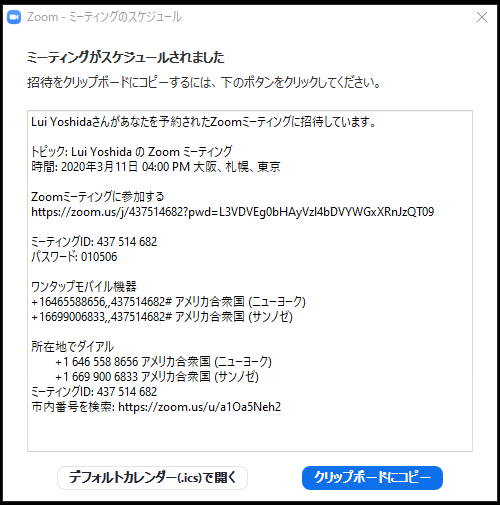 Zoom - ミーティングのスケジュール
ミーティングがスケジュールされました
招待をクリップボードにコピーするには、下のボタンをクリックしてください。
Lui Yoshidaさんがあなたを予約されたZoomミーティングに招待しています。
トピック: Lui Yoshida の Zoom ミーティング
時間: 2020年3月11日 04:00 PM 大阪、札幌、東京
Zoomミーティングに参加する
https://zoom.us/j/437514682?pwd=L3VDVEg0bHAyVzl4bDVYWGxXRnJzQT09
ミーティングID: 437 514 682
パスワード: 010506
ワンタップモバイル機器
+16465588656,,437514682# アメリカ合衆国 (ニューヨーク)
+16699006833,,437514682# アメリカ合衆国 (サンノゼ)
所在地でダイアル
+1 646 558 8656 アメリカ合衆国 (ニューヨーク)
+1 669 900 6833 アメリカ合衆国 (サンノゼ)
ミーティングID: 437 514 682
市内番号を検索: https://zoom.us/u/a1Oa5Neh2
デフォルトカレンダー(.ics)で開く
クリップボードにコピー